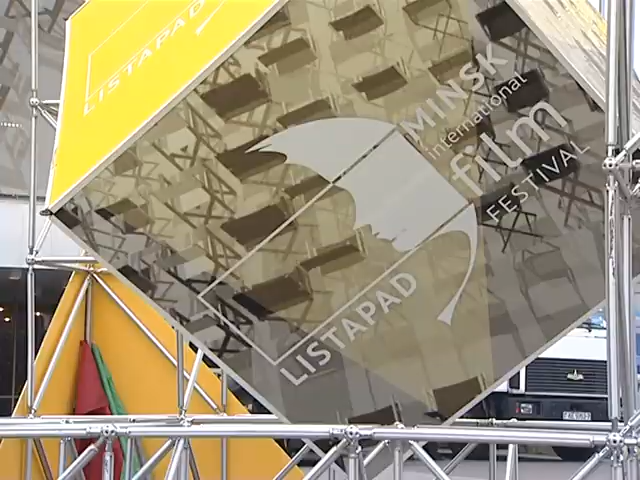 LISTAPAD
MINSK
international
film
FESTIVAL
LISTAPAD